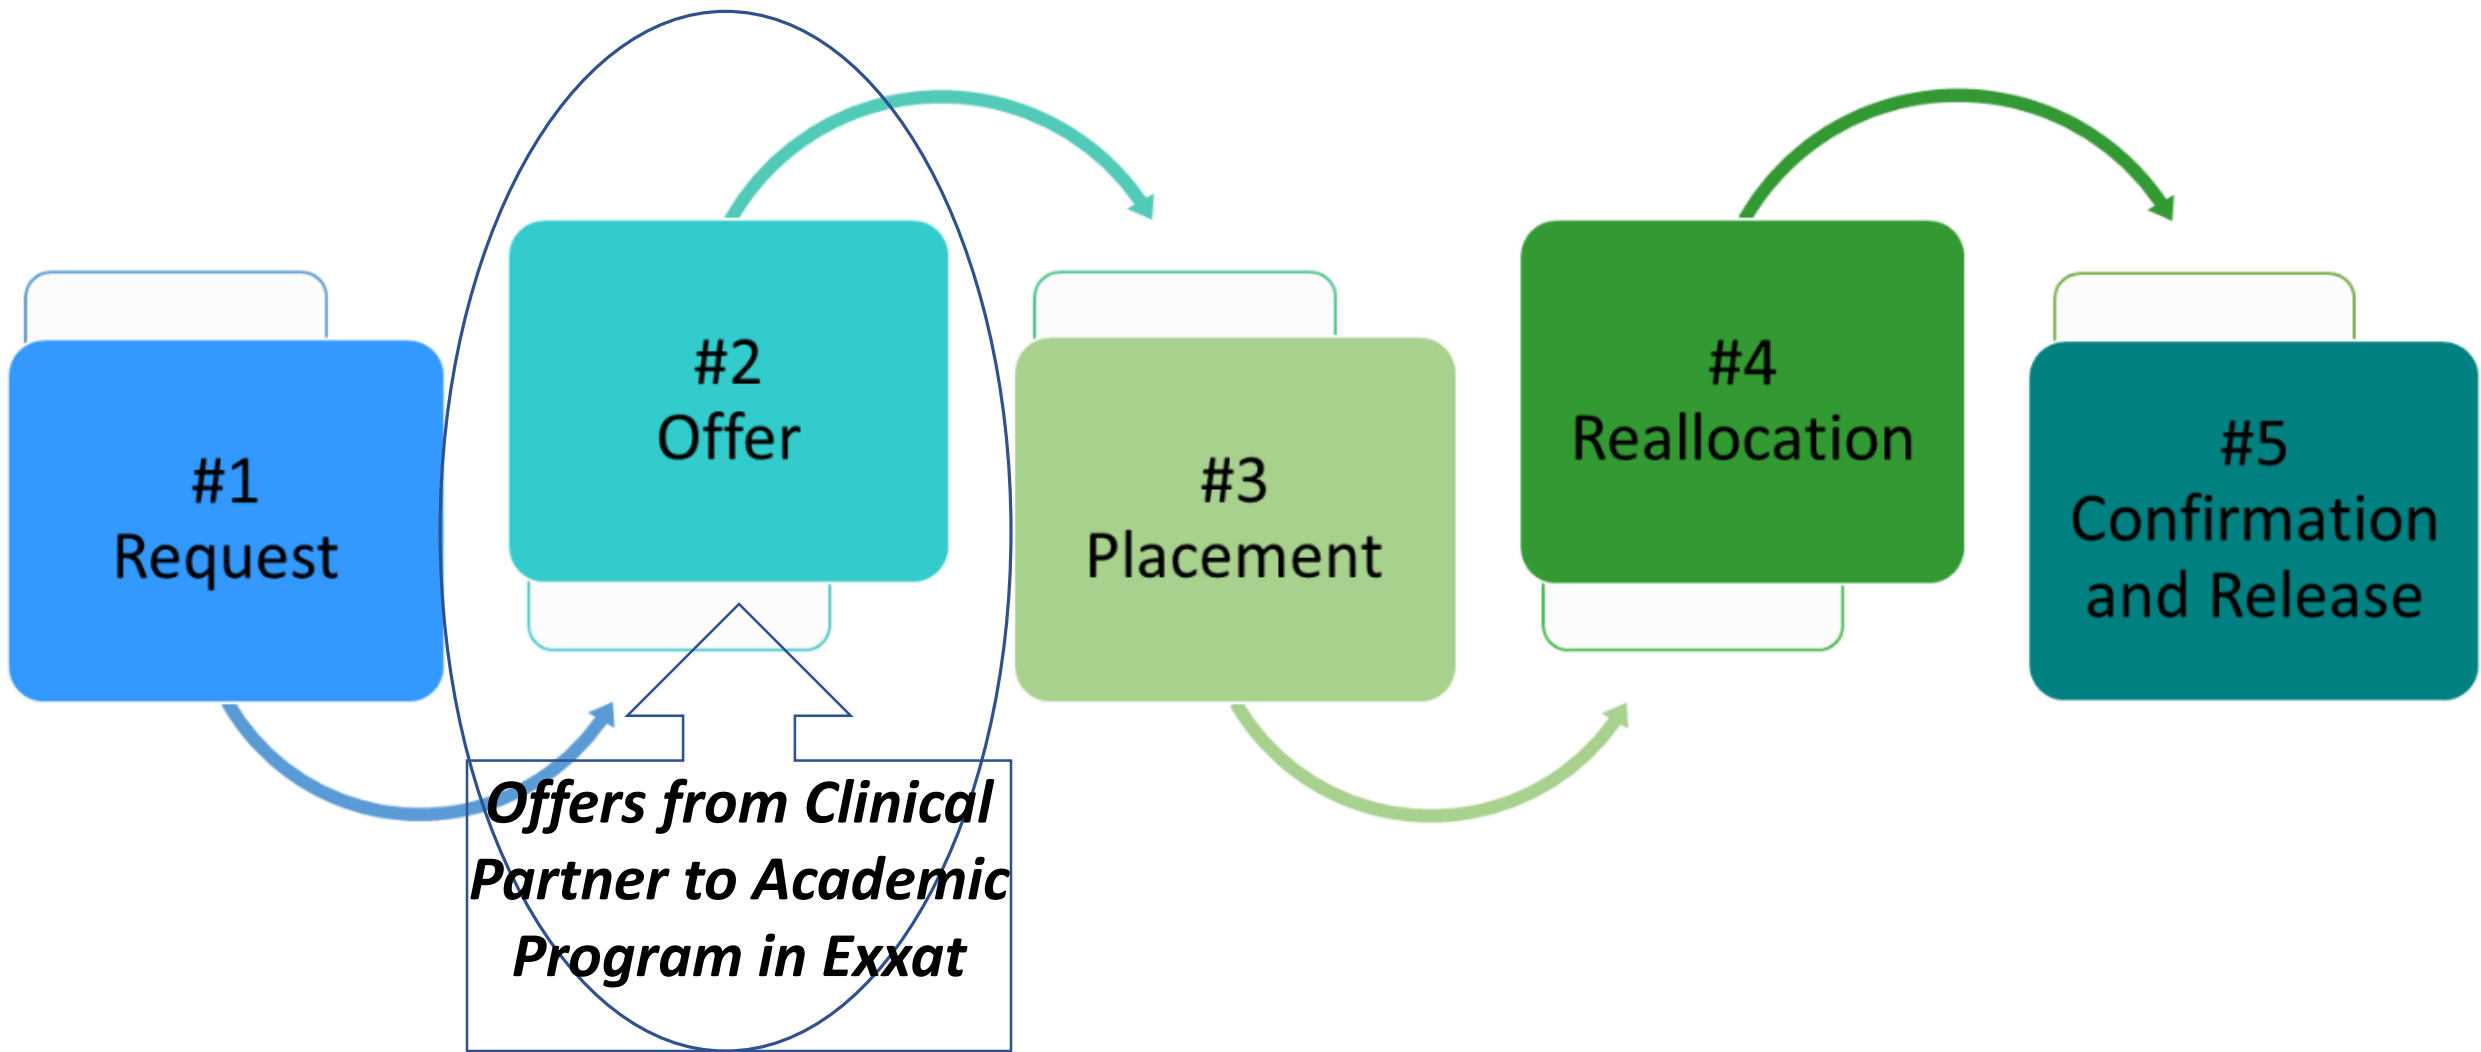 #1
Request
#2
Offer
Offers from Clinical
Partner to Academic
Program in Exxat
#3
Placement
#4
Reallocation
#5
Confirmation
and Release